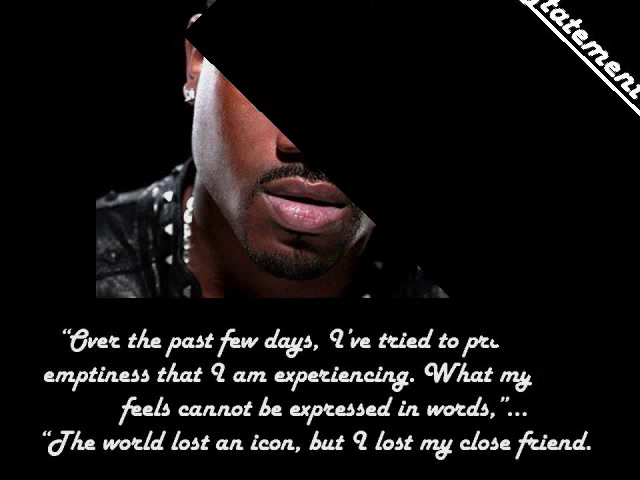 Statement
“Over the past few days, I've tried to
emptiness that I am experiencing. What my
feels cannot be expressed in words,”...
“The world lost an icon, but I lost my close friend.